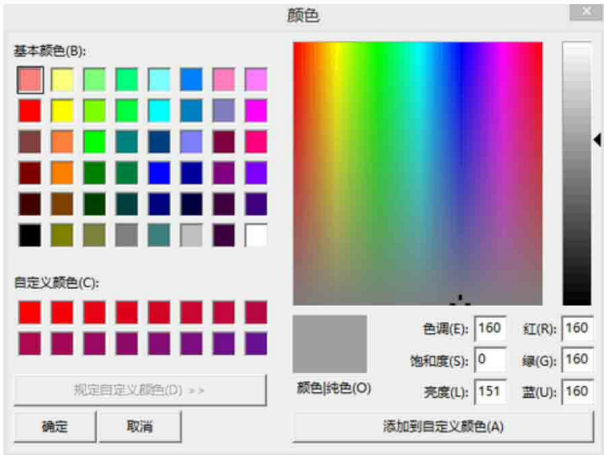 颜色
基本颜色(B):
自定义颜色(C):
规定自定义颜色(D) >>
确定 取消
色调(E): 160 红(R): 160
饱和度(S): 0 绿(G): 160
颜色|纯色(O) 亮度(L): 151 蓝(U): 160
添加到自定义颜色(A)